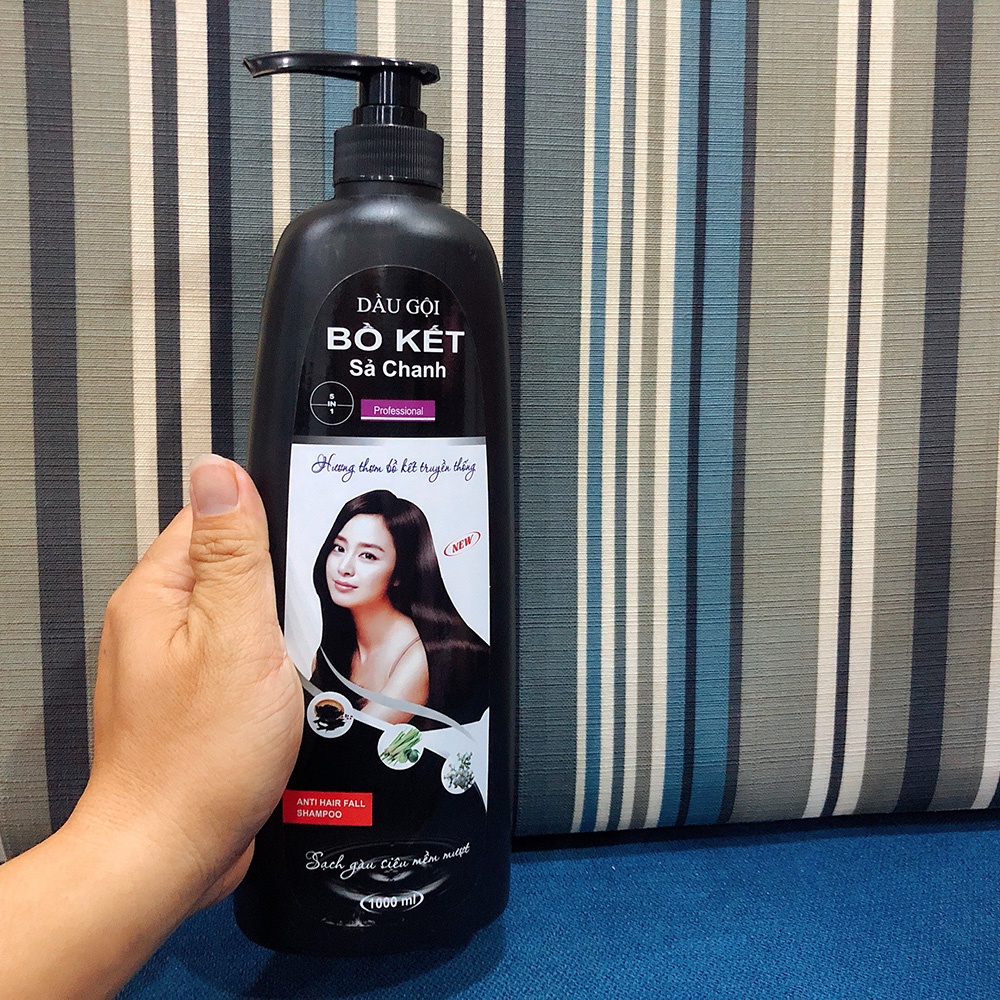 DẦU GỘI
BỒ KẾT
Sả Chanh
5
IN
1
Professional
Hương thơm bồ kết truyền thống
NEW
ANTI HAIR FALL
SHAMPOO
Sạch gàu siêu mềm mượt
1000 ml